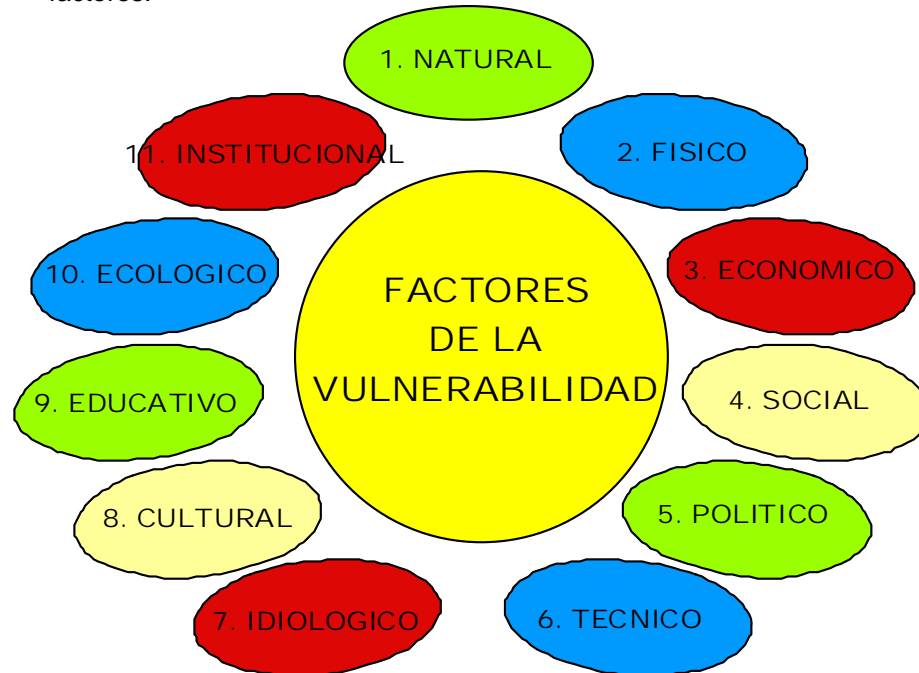 factores.
1. NATURAL
2. FISICO
3. ECONOMICO
4. SOCIAL
5. POLITICO
6. TECNICO
7. IDIOLOGICO
8. CULTURAL
9. EDUCATIVO
10. ECOLOGICO
11. INSTITUCIONAL
FACTORES
DE LA
VULNERABILIDAD